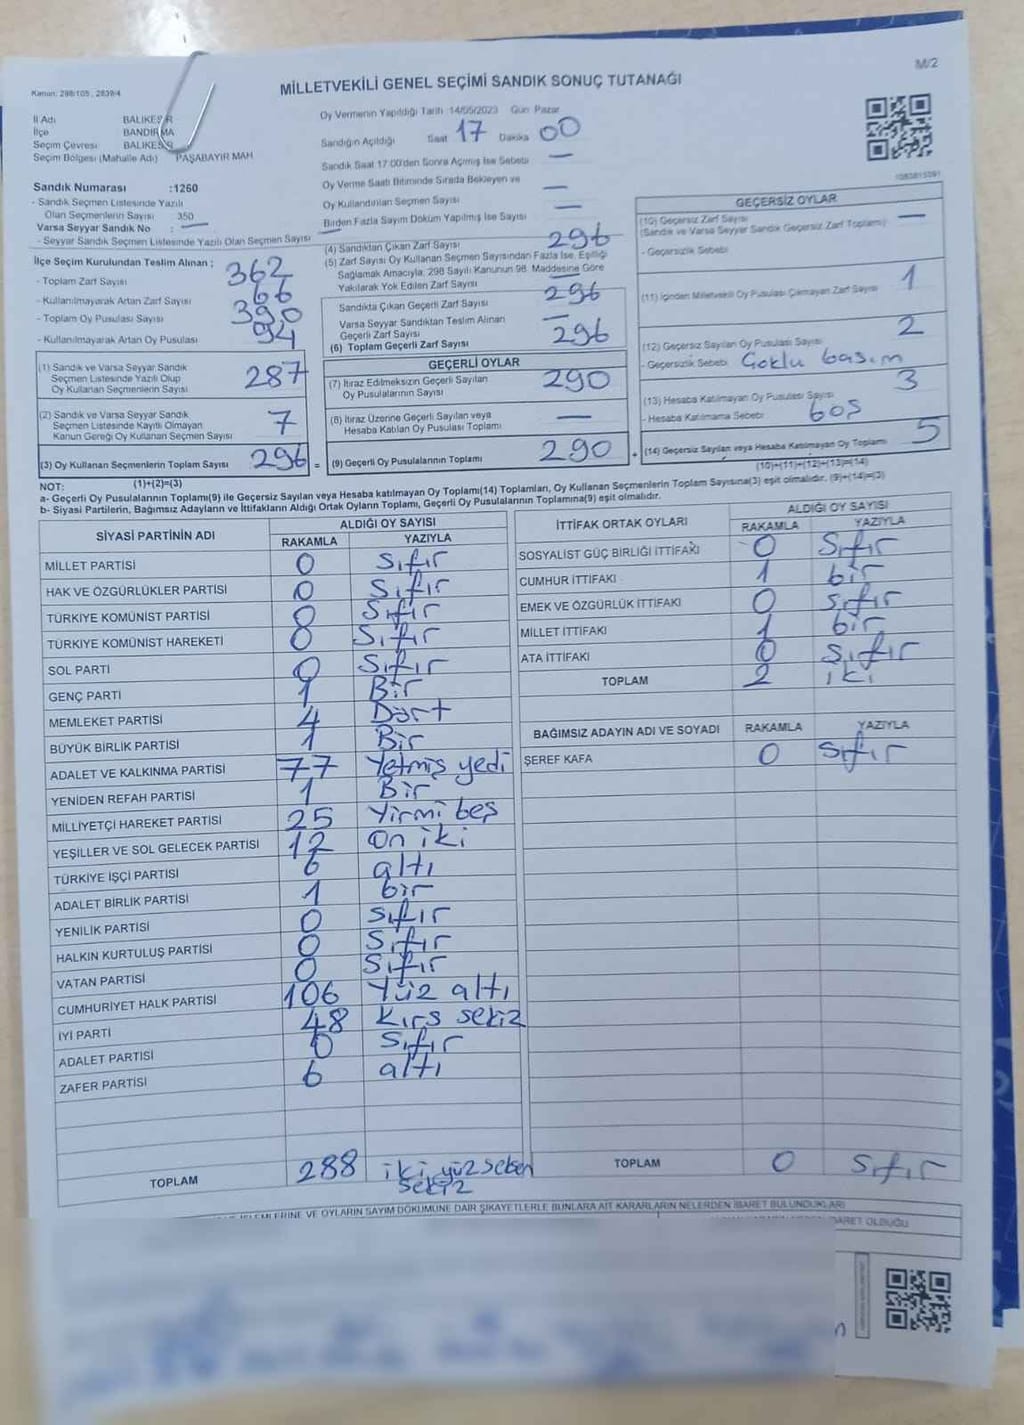 M/2
MİLLETVEKİLİ GENEL SEÇİMİ SANDIK SONUÇ TUTANAĞI
Kanun: 298/105, 2839/4
İl Adı BALIKESİR
İlçe BANDIRMA
Seçim Çevresi BALIKESİR
Seçim Bölgesi (Mahalle Adı) PAŞABAYIR MAH
Sandık Numarası :1260
- Sandık Seçmen Listesinde Yazılı
Olan Seçmenlerin Sayısı 350
Varsa Seyyar Sandık No : —
- Seyyar Sandık Seçmen Listesinde Yazılı Olan Seçmen Sayısı
İlçe Seçim Kurulundan Teslim Alınan ;
- Toplam Zarf Sayısı 362
- Kullanılmayarak Artan Zarf Sayısı 66
- Toplam Oy Pusulası Sayısı 390
- Kullanılmayarak Artan Oy Pusulası 94
(1) Sandık ve Varsa Seyyar Sandık
Seçmen Listesinde Yazılı Olup
Oy Kullanan Seçmenlerin Sayısı 287
(2) Sandık ve Varsa Seyyar Sandık
Seçmen Listesinde Kayıtlı Olmayan
Kanun Gereği Oy Kullanan Seçmen Sayısı 7
(3) Oy Kullanan Seçmenlerin Toplam Sayısı 296 =
Oy Vermenin Yapıldığı Tarih :14/05/2023 Gün: Pazar
Sandığın Açıldığı Saat 17 Dakika 00
Sandık Saat 17:00'den Sonra Açılmış İse Sebebi —
Oy Verme Saati Bitiminde Sırada Bekleyen ve —
Oy Kullandırılan Seçmen Sayısı —
Birden Fazla Sayım Döküm Yapılmış İse Sayısı
(4) Sandıktan Çıkan Zarf Sayısı 296
(5) Zarf Sayısı Oy Kullanan Seçmen Sayısından Fazla İse, Eşitliği
Sağlamak Amacıyla, 298 Sayılı Kanunun 98. Maddesine Göre
Yakılarak Yok Edilen Zarf Sayısı —
Sandıkta Çıkan Geçerli Zarf Sayısı 296
Varsa Seyyar Sandıktan Teslim Alınan
Geçerli Zarf Sayısı —
(6) Toplam Geçerli Zarf Sayısı 296
GEÇERLİ OYLAR
(7) İtiraz Edilmeksizin Geçerli Sayılan
Oy Pusulalarının Sayısı 290
(8) İtiraz Üzerine Geçerli Sayılan veya
Hesaba Katılan Oy Pusulası Toplamı —
(9) Geçerli Oy Pusulalarının Toplamı 290 +
1083815091
GEÇERSİZ OYLAR
(10) Geçersiz Zarf Sayısı
(Sandık ve Varsa Seyyar Sandık Geçersiz Zarf Toplamı) —
- Geçersizlik Sebebi
(11) İçinden Milletvekili Oy Pusulası Çıkmayan Zarf Sayısı 1
(12) Geçersiz Sayılan Oy Pusulası Sayısı 2
- Geçersizlik Sebebi Çoklu basım
(13) Hesaba Katılmayan Oy Pusulası Sayısı 3
- Hesaba Katılmama Sebebi boş
(14) Geçersiz Sayılan veya Hesaba Katılmayan Oy Toplamı 5
(10)+(11)+(12)+(13)=(14)
NOT: (1)+(2)=(3)
a- Geçerli Oy Pusulalarının Toplamı(9) ile Geçersiz Sayılan veya Hesaba katılmayan Oy Toplamı(14) Toplamları, Oy Kullanan Seçmenlerin Toplam Sayısına(3) eşit olmalıdır. (9)+(14)=(3)
b- Siyasi Partilerin, Bağımsız Adayların ve İttifakların Aldığı Ortak Oyların Toplamı, Geçerli Oy Pusulalarının Toplamına(9) eşit olmalıdır.
SİYASİ PARTİNİN ADI ALDIĞI OY SAYISI
RAKAMLA YAZIYLA
MİLLET PARTİSİ 0 Sıfır
HAK VE ÖZGÜRLÜKLER PARTİSİ 0 Sıfır
TÜRKİYE KOMÜNİST PARTİSİ 0 Sıfır
TÜRKİYE KOMÜNİST HAREKETİ 0 Sıfır
SOL PARTİ 0 Sıfır
GENÇ PARTİ 1 Bir
MEMLEKET PARTİSİ 4 Dört
BÜYÜK BİRLİK PARTİSİ 1 Bir
ADALET VE KALKINMA PARTİSİ 77 Yetmiş yedi
YENİDEN REFAH PARTİSİ 1 Bir
MİLLİYETÇİ HAREKET PARTİSİ 25 Yirmi beş
YEŞİLLER VE SOL GELECEK PARTİSİ 12 On iki
TÜRKİYE İŞÇİ PARTİSİ 6 altı
ADALET BİRLİK PARTİSİ 1 bir
YENİLİK PARTİSİ 0 sıfır
HALKIN KURTULUŞ PARTİSİ 0 Sıfır
VATAN PARTİSİ 0 Sıfır
CUMHURİYET HALK PARTİSİ 106 Yüz altı
İYİ PARTİ 48 Kırs sekiz
ADALET PARTİSİ 0 Sıfır
ZAFER PARTİSİ 6 altı
TOPLAM 288 iki yüz seksen
sekiz
İTTİFAK ORTAK OYLARI ALDIĞI OY SAYISI
RAKAMLA YAZIYLA
SOSYALİST GÜÇ BİRLİĞİ İTTİFAKI 0 Sıfır
CUMHUR İTTİFAKI 1 bir
EMEK VE ÖZGÜRLÜK İTTİFAKI 0 sıfır
MİLLET İTTİFAKI 1 bir
ATA İTTİFAKI 0 Sıfır
TOPLAM 2 iki
BAĞIMSIZ ADAYIN ADI VE SOYADI RAKAMLA YAZIYLA
ŞEREF KAFA 0 sıfır
TOPLAM 0 Sıfır
İŞLEMLERİNE VE OYLARIN SAYIM DÖKÜMÜNE DAİR ŞİKAYETLERLE BUNLARA AİT KARARLARIN NELERDEN İBARET BULUNDUKLARI
İBARET OLDUĞU